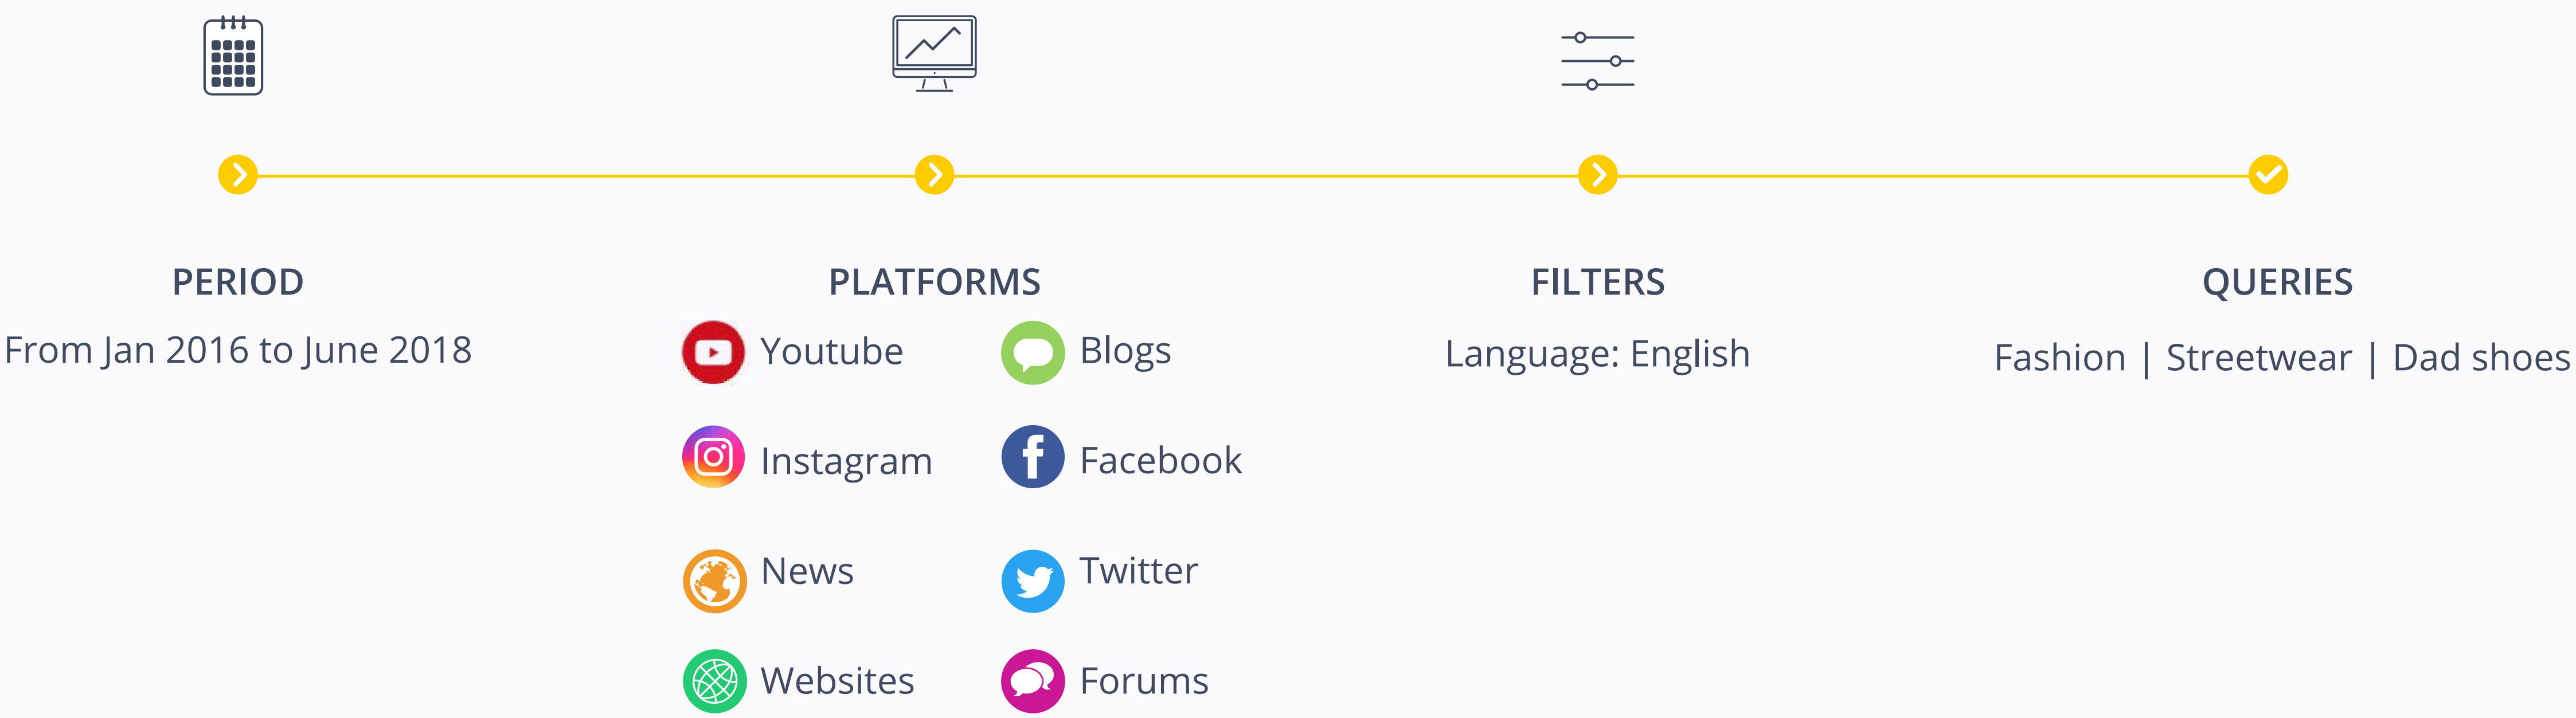 PERIOD
From Jan 2016 to June 2018
PLATFORMS
Youtube
Blogs
Instagram
Facebook
News
Twitter
Websites
Forums
FILTERS
Language: English
QUERIES
Fashion | Streetwear | Dad shoes